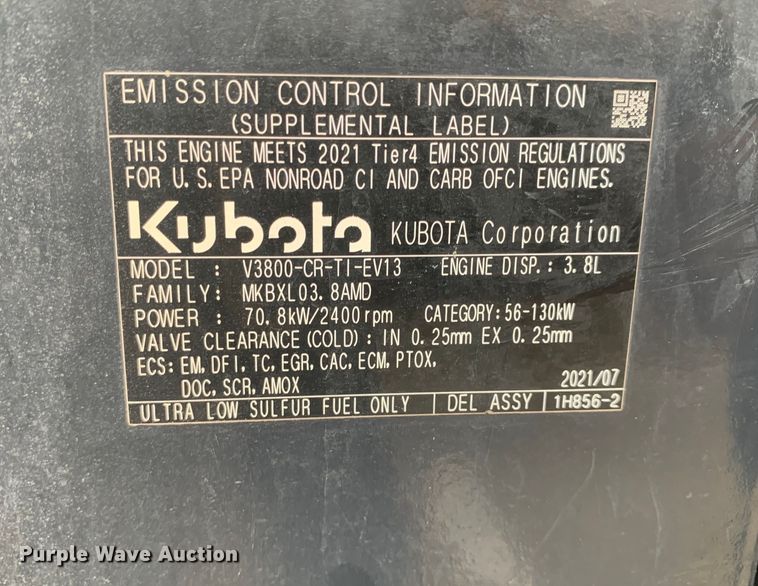 EMISSION CONTROL INFORMATION
(SUPPLEMENTAL LABEL)
THIS ENGINE MEETS 2021 Tier4 EMISSION REGULATIONS
FOR U.S. EPA NONROAD CI AND CARB OFCI ENGINES.
Kubota KUBOTA Corporation
MODEL : V3800-CR-TI-EV13 ENGINE DISP.: 3.8L
FAMILY: MKBXL03.8AMD
POWER : 70.8kW/2400rpm CATEGORY:56-130kW
VALVE CLEARANCE(COLD): IN 0.25mm EX 0.25mm
ECS: EM, DFI, TC, EGR, CAC, ECM, PTOX,
DOC, SCR, AMOX 2021/07
ULTRA LOW SULFUR FUEL ONLY DEL ASSY 1H856-2
Purple Wave Auction